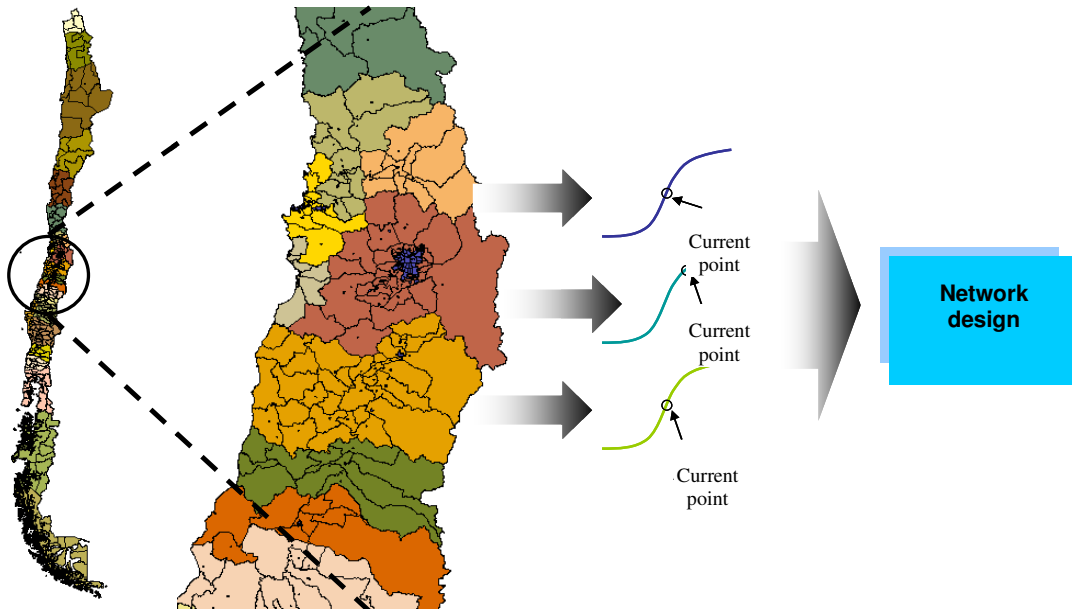 Current
point
Current
point
Current
point
Network
design